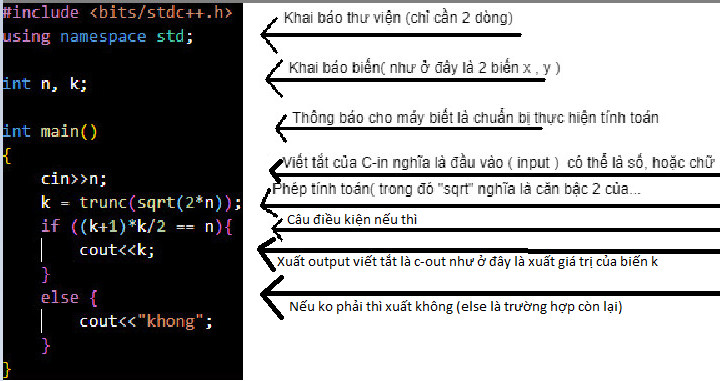 #include <bits/stdc++.h>
Khai báo thư viện (chỉ cần 2 dòng)
using namespace std;
Khai báo biến( như ở đây là 2 biến x , y )
int n, k;
Thông báo cho máy biết là chuẩn bị thực hiện tính toán
int main()
{
Viết tắt của C-in nghĩa là đầu vào ( input ) có thể là số, hoặc chữ
cin>>n;
Phép tính toán( trong đó "sqrt" nghĩa là căn bậc 2 của...
k = trunc(sqrt(2*n));
Câu điều kiện nếu thì
if ((k+1)*k/2 == n){
cout<<k;
Xuất output viết tắt là c-out như ở đây là xuất giá trị của biến k
}
else {
Nếu ko phải thì xuất không (else là trường hợp còn lại)
cout<<"khong";
}
}